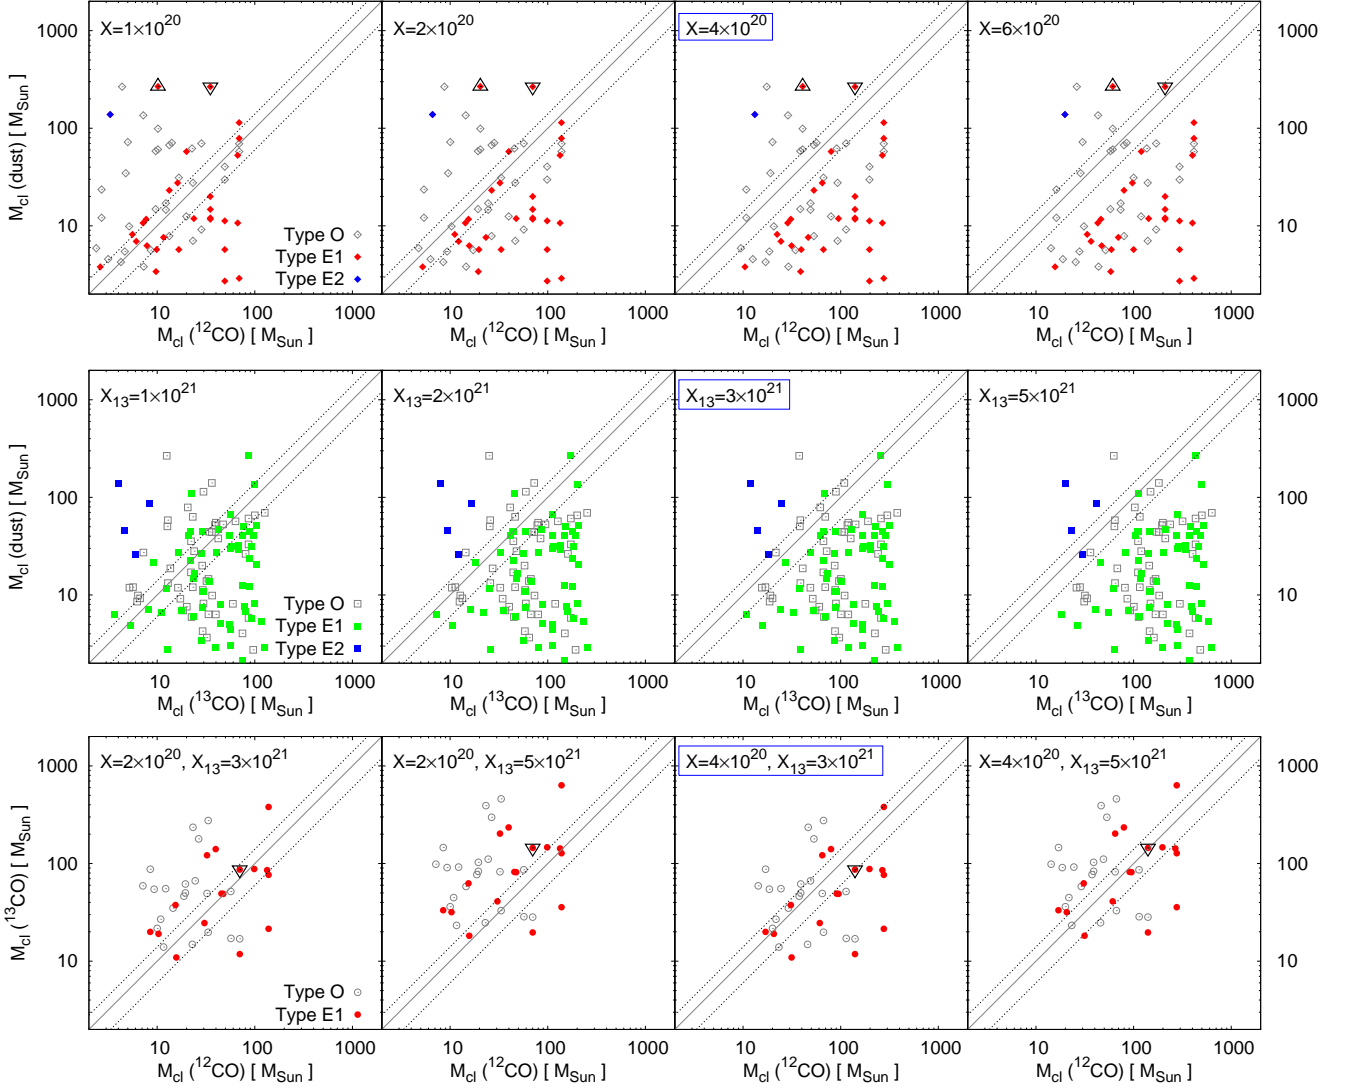 X=1×10^20 X=2×10^20 X=4×10^20 X=6×10^20
1000 1000
100 100
10 10
M_cl (dust) [ M_Sun ]
Type O
Type E1
Type E2
10 100 1000 10 100 1000 10 100 1000 10 100 1000
M_cl (^12CO) [ M_Sun ] M_cl (^12CO) [ M_Sun ] M_cl (^12CO) [ M_Sun ] M_cl (^12CO) [ M_Sun ]
X_13=1×10^21 X_13=2×10^21 X_13=3×10^21 X_13=5×10^21
1000 1000
100 100
10 10
M_cl (dust) [ M_Sun ]
Type O
Type E1
Type E2
10 100 1000 10 100 1000 10 100 1000 10 100 1000
M_cl (^13CO) [ M_Sun ] M_cl (^13CO) [ M_Sun ] M_cl (^13CO) [ M_Sun ] M_cl (^13CO) [ M_Sun ]
X=2×10^20, X_13=3×10^21 X=2×10^20, X_13=5×10^21 X=4×10^20, X_13=3×10^21 X=4×10^20, X_13=5×10^21
1000 1000
100 100
10 10
M_cl (^13CO) [ M_Sun ]
Type O
Type E1
10 100 1000 10 100 1000 10 100 1000 10 100 1000
M_cl (^12CO) [ M_Sun ] M_cl (^12CO) [ M_Sun ] M_cl (^12CO) [ M_Sun ] M_cl (^12CO) [ M_Sun ]